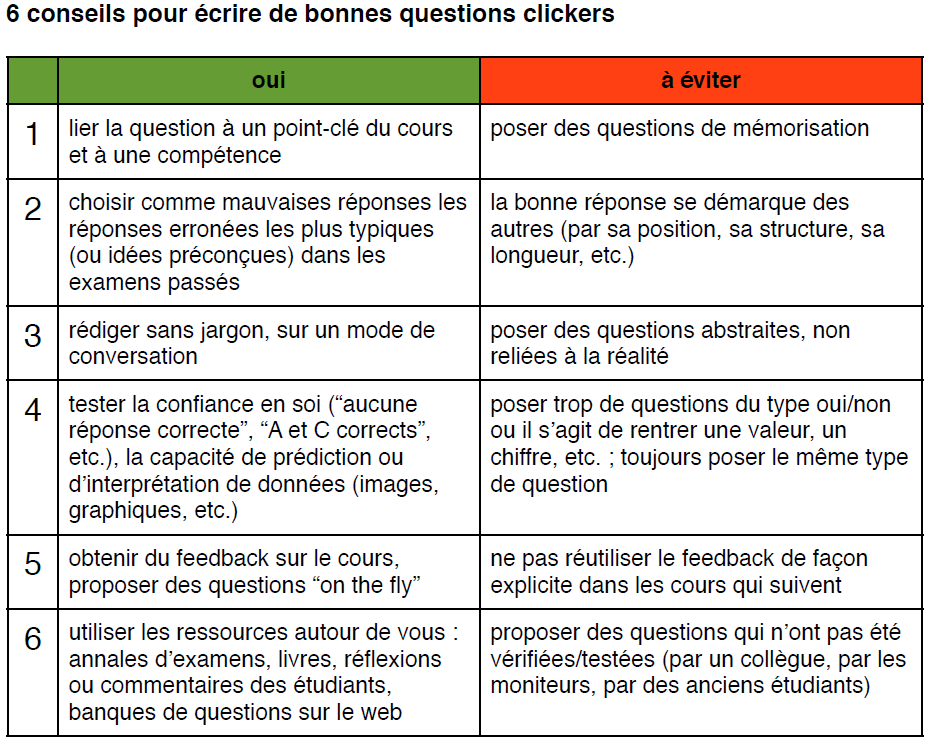 6 conseils pour écrire de bonnes questions clickers
oui
à éviter
1
lier la question à un point-clé du cours
et à une compétence
poser des questions de mémorisation
2
choisir comme mauvaises réponses les
réponses erronées les plus typiques
(ou idées préconçues) dans les
examens passés
la bonne réponse se démarque des
autres (par sa position, sa structure, sa
longueur, etc.)
3
rédiger sans jargon, sur un mode de
conversation
poser des questions abstraites, non
reliées à la réalité
4
tester la confiance en soi (“aucune
réponse correcte”, “A et C corrects”,
etc.), la capacité de prédiction ou
d’interprétation de données (images,
graphiques, etc.)
poser trop de questions du type oui/non
ou il s’agit de rentrer une valeur, un
chiffre, etc. ; toujours poser le même type
de question
5
obtenir du feedback sur le cours,
proposer des questions “on the fly”
ne pas réutiliser le feedback de façon
explicite dans les cours qui suivent
6
utiliser les ressources autour de vous :
annales d’examens, livres, réflexions
ou commentaires des étudiants,
banques de questions sur le web
proposer des questions qui n’ont pas été
vérifiées/testées (par un collègue, par les
moniteurs, par des anciens étudiants)